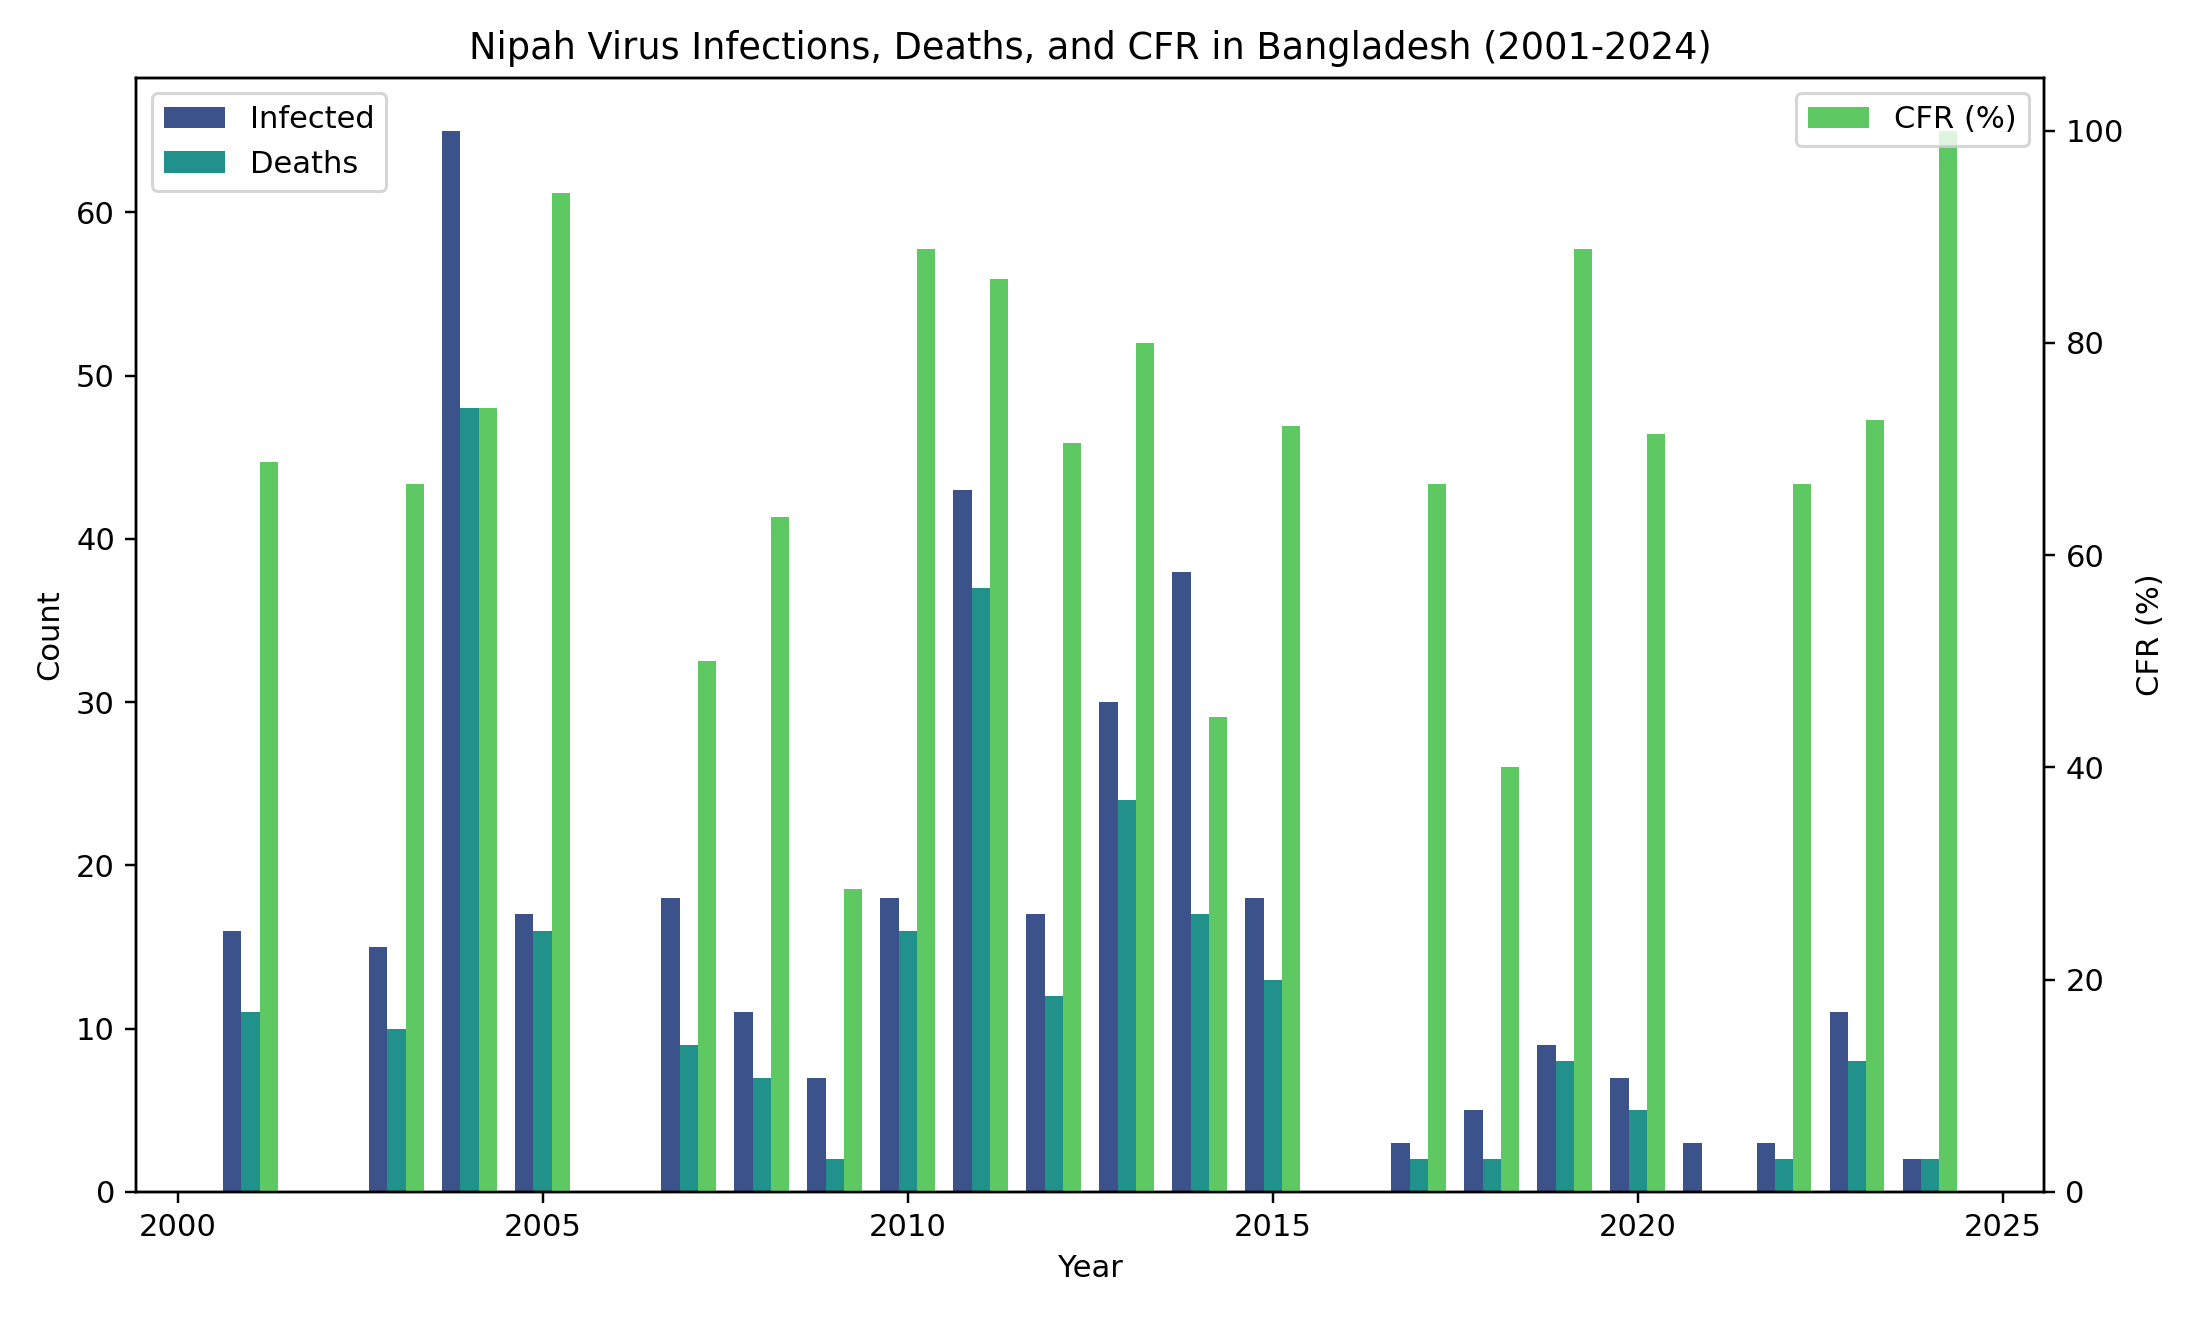 Nipah Virus Infections, Deaths, and CFR in Bangladesh (2001-2024)
Infected
Deaths
CFR (%)
Count
60
50
40
30
20
10
0
100
80
60
40
20
0
CFR (%)
2000 2005 2010 2015 2020 2025
Year